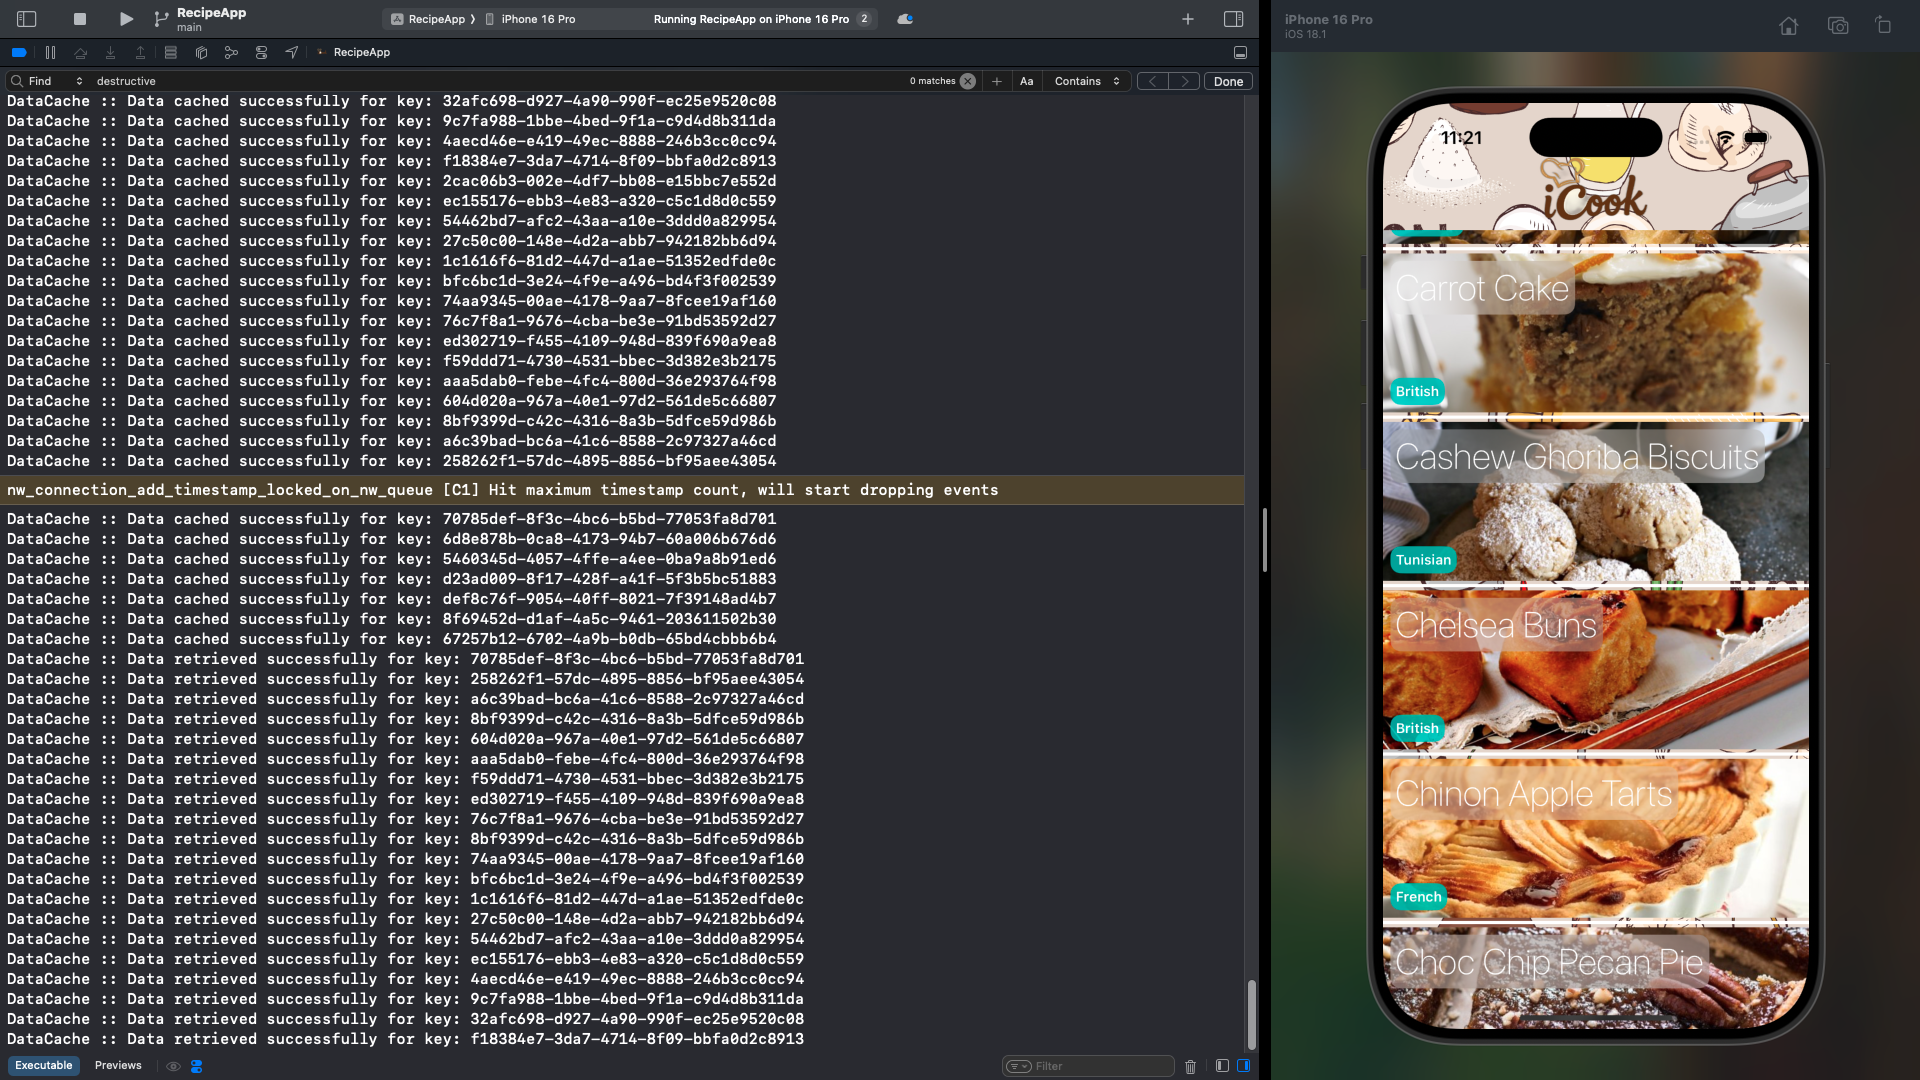 RecipeApp
main
RecipeApp ⟩ iPhone 16 Pro
Running RecipeApp on iPhone 16 Pro 2
RecipeApp
Find
destructive
0 matches
Aa
Contains
Done
DataCache :: Data cached successfully for key: 32afc698-d927-4a90-990f-ec25e9520c08
DataCache :: Data cached successfully for key: 9c7fa988-1bbe-4bed-9f1a-c9d4d8b311da
DataCache :: Data cached successfully for key: 4aecd46e-e419-49ec-8888-246b3cc0cc94
DataCache :: Data cached successfully for key: f18384e7-3da7-4714-8f09-bbfa0d2c8913
DataCache :: Data cached successfully for key: 2cac06b3-002e-4df7-bb08-e15bbc7e552d
DataCache :: Data cached successfully for key: ec155176-ebb3-4e83-a320-c5c1d8d0c559
DataCache :: Data cached successfully for key: 54462bd7-afc2-43aa-a10e-3ddd0a829954
DataCache :: Data cached successfully for key: 27c50c00-148e-4d2a-abb7-942182bb6d94
DataCache :: Data cached successfully for key: 1c1616f6-81d2-447d-a1ae-51352edfde0c
DataCache :: Data cached successfully for key: bfc6bc1d-3e24-4f9e-a496-bd4f3f002539
DataCache :: Data cached successfully for key: 74aa9345-00ae-4178-9aa7-8fcee19af160
DataCache :: Data cached successfully for key: 76c7f8a1-9676-4cba-be3e-91bd53592d27
DataCache :: Data cached successfully for key: ed302719-f455-4109-948d-839f690a9ea8
DataCache :: Data cached successfully for key: f59ddd71-4730-4531-bbec-3d382e3b2175
DataCache :: Data cached successfully for key: aaa5dab0-febe-4fc4-800d-36e293764f98
DataCache :: Data cached successfully for key: 604d020a-967a-40e1-97d2-561de5c66807
DataCache :: Data cached successfully for key: 8bf9399d-c42c-4316-8a3b-5dfce59d986b
DataCache :: Data cached successfully for key: a6c39bad-bc6a-41c6-8588-2c97327a46cd
DataCache :: Data cached successfully for key: 258262f1-57dc-4895-8856-bf95aee43054
nw_connection_add_timestamp_locked_on_nw_queue [C1] Hit maximum timestamp count, will start dropping events
DataCache :: Data cached successfully for key: 70785def-8f3c-4bc6-b5bd-77053fa8d701
DataCache :: Data cached successfully for key: 6d8e878b-0ca8-4173-94b7-60a006b676d6
DataCache :: Data cached successfully for key: 5460345d-4057-4ffe-a4ee-0ba9a8b91ed6
DataCache :: Data cached successfully for key: d23ad009-8f17-428f-a41f-5f3b5bc51883
DataCache :: Data cached successfully for key: def8c76f-9054-40ff-8021-7f39148ad4b7
DataCache :: Data cached successfully for key: 8f69452d-d1af-4a5c-9461-203611502b30
DataCache :: Data cached successfully for key: 67257b12-6702-4a9b-b0db-65bd4cbbb6b4
DataCache :: Data retrieved successfully for key: 70785def-8f3c-4bc6-b5bd-77053fa8d701
DataCache :: Data retrieved successfully for key: 258262f1-57dc-4895-8856-bf95aee43054
DataCache :: Data retrieved successfully for key: a6c39bad-bc6a-41c6-8588-2c97327a46cd
DataCache :: Data retrieved successfully for key: 8bf9399d-c42c-4316-8a3b-5dfce59d986b
DataCache :: Data retrieved successfully for key: 604d020a-967a-40e1-97d2-561de5c66807
DataCache :: Data retrieved successfully for key: aaa5dab0-febe-4fc4-800d-36e293764f98
DataCache :: Data retrieved successfully for key: f59ddd71-4730-4531-bbec-3d382e3b2175
DataCache :: Data retrieved successfully for key: ed302719-f455-4109-948d-839f690a9ea8
DataCache :: Data retrieved successfully for key: 76c7f8a1-9676-4cba-be3e-91bd53592d27
DataCache :: Data retrieved successfully for key: 8bf9399d-c42c-4316-8a3b-5dfce59d986b
DataCache :: Data retrieved successfully for key: 74aa9345-00ae-4178-9aa7-8fcee19af160
DataCache :: Data retrieved successfully for key: bfc6bc1d-3e24-4f9e-a496-bd4f3f002539
DataCache :: Data retrieved successfully for key: 1c1616f6-81d2-447d-a1ae-51352edfde0c
DataCache :: Data retrieved successfully for key: 27c50c00-148e-4d2a-abb7-942182bb6d94
DataCache :: Data retrieved successfully for key: 54462bd7-afc2-43aa-a10e-3ddd0a829954
DataCache :: Data retrieved successfully for key: ec155176-ebb3-4e83-a320-c5c1d8d0c559
DataCache :: Data retrieved successfully for key: 4aecd46e-e419-49ec-8888-246b3cc0cc94
DataCache :: Data retrieved successfully for key: 9c7fa988-1bbe-4bed-9f1a-c9d4d8b311da
DataCache :: Data retrieved successfully for key: 32afc698-d927-4a90-990f-ec25e9520c08
DataCache :: Data retrieved successfully for key: f18384e7-3da7-4714-8f09-bbfa0d2c8913
Executable
Previews
Filter
iPhone 16 Pro
iOS 18.1
11:21
iCook
Carrot Cake
British
Cashew Ghoriba Biscuits
Tunisian
Chelsea Buns
British
Chinon Apple Tarts
French
Choc Chip Pecan Pie